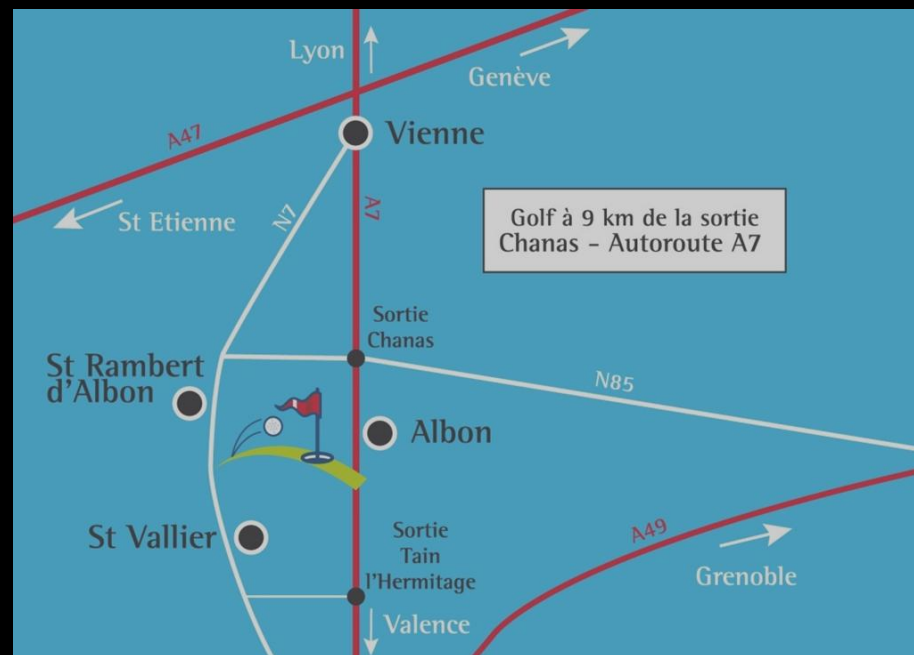 Lyon
Genève
A47
Vienne
St Etienne
N7
A7
Golf à 9 km de la sortie
Chanas - Autoroute A7
Sortie
Chanas
St Rambert
d'Albon
N85
Albon
St Vallier
Sortie
Tain
l'Hermitage
A49
Grenoble
Valence